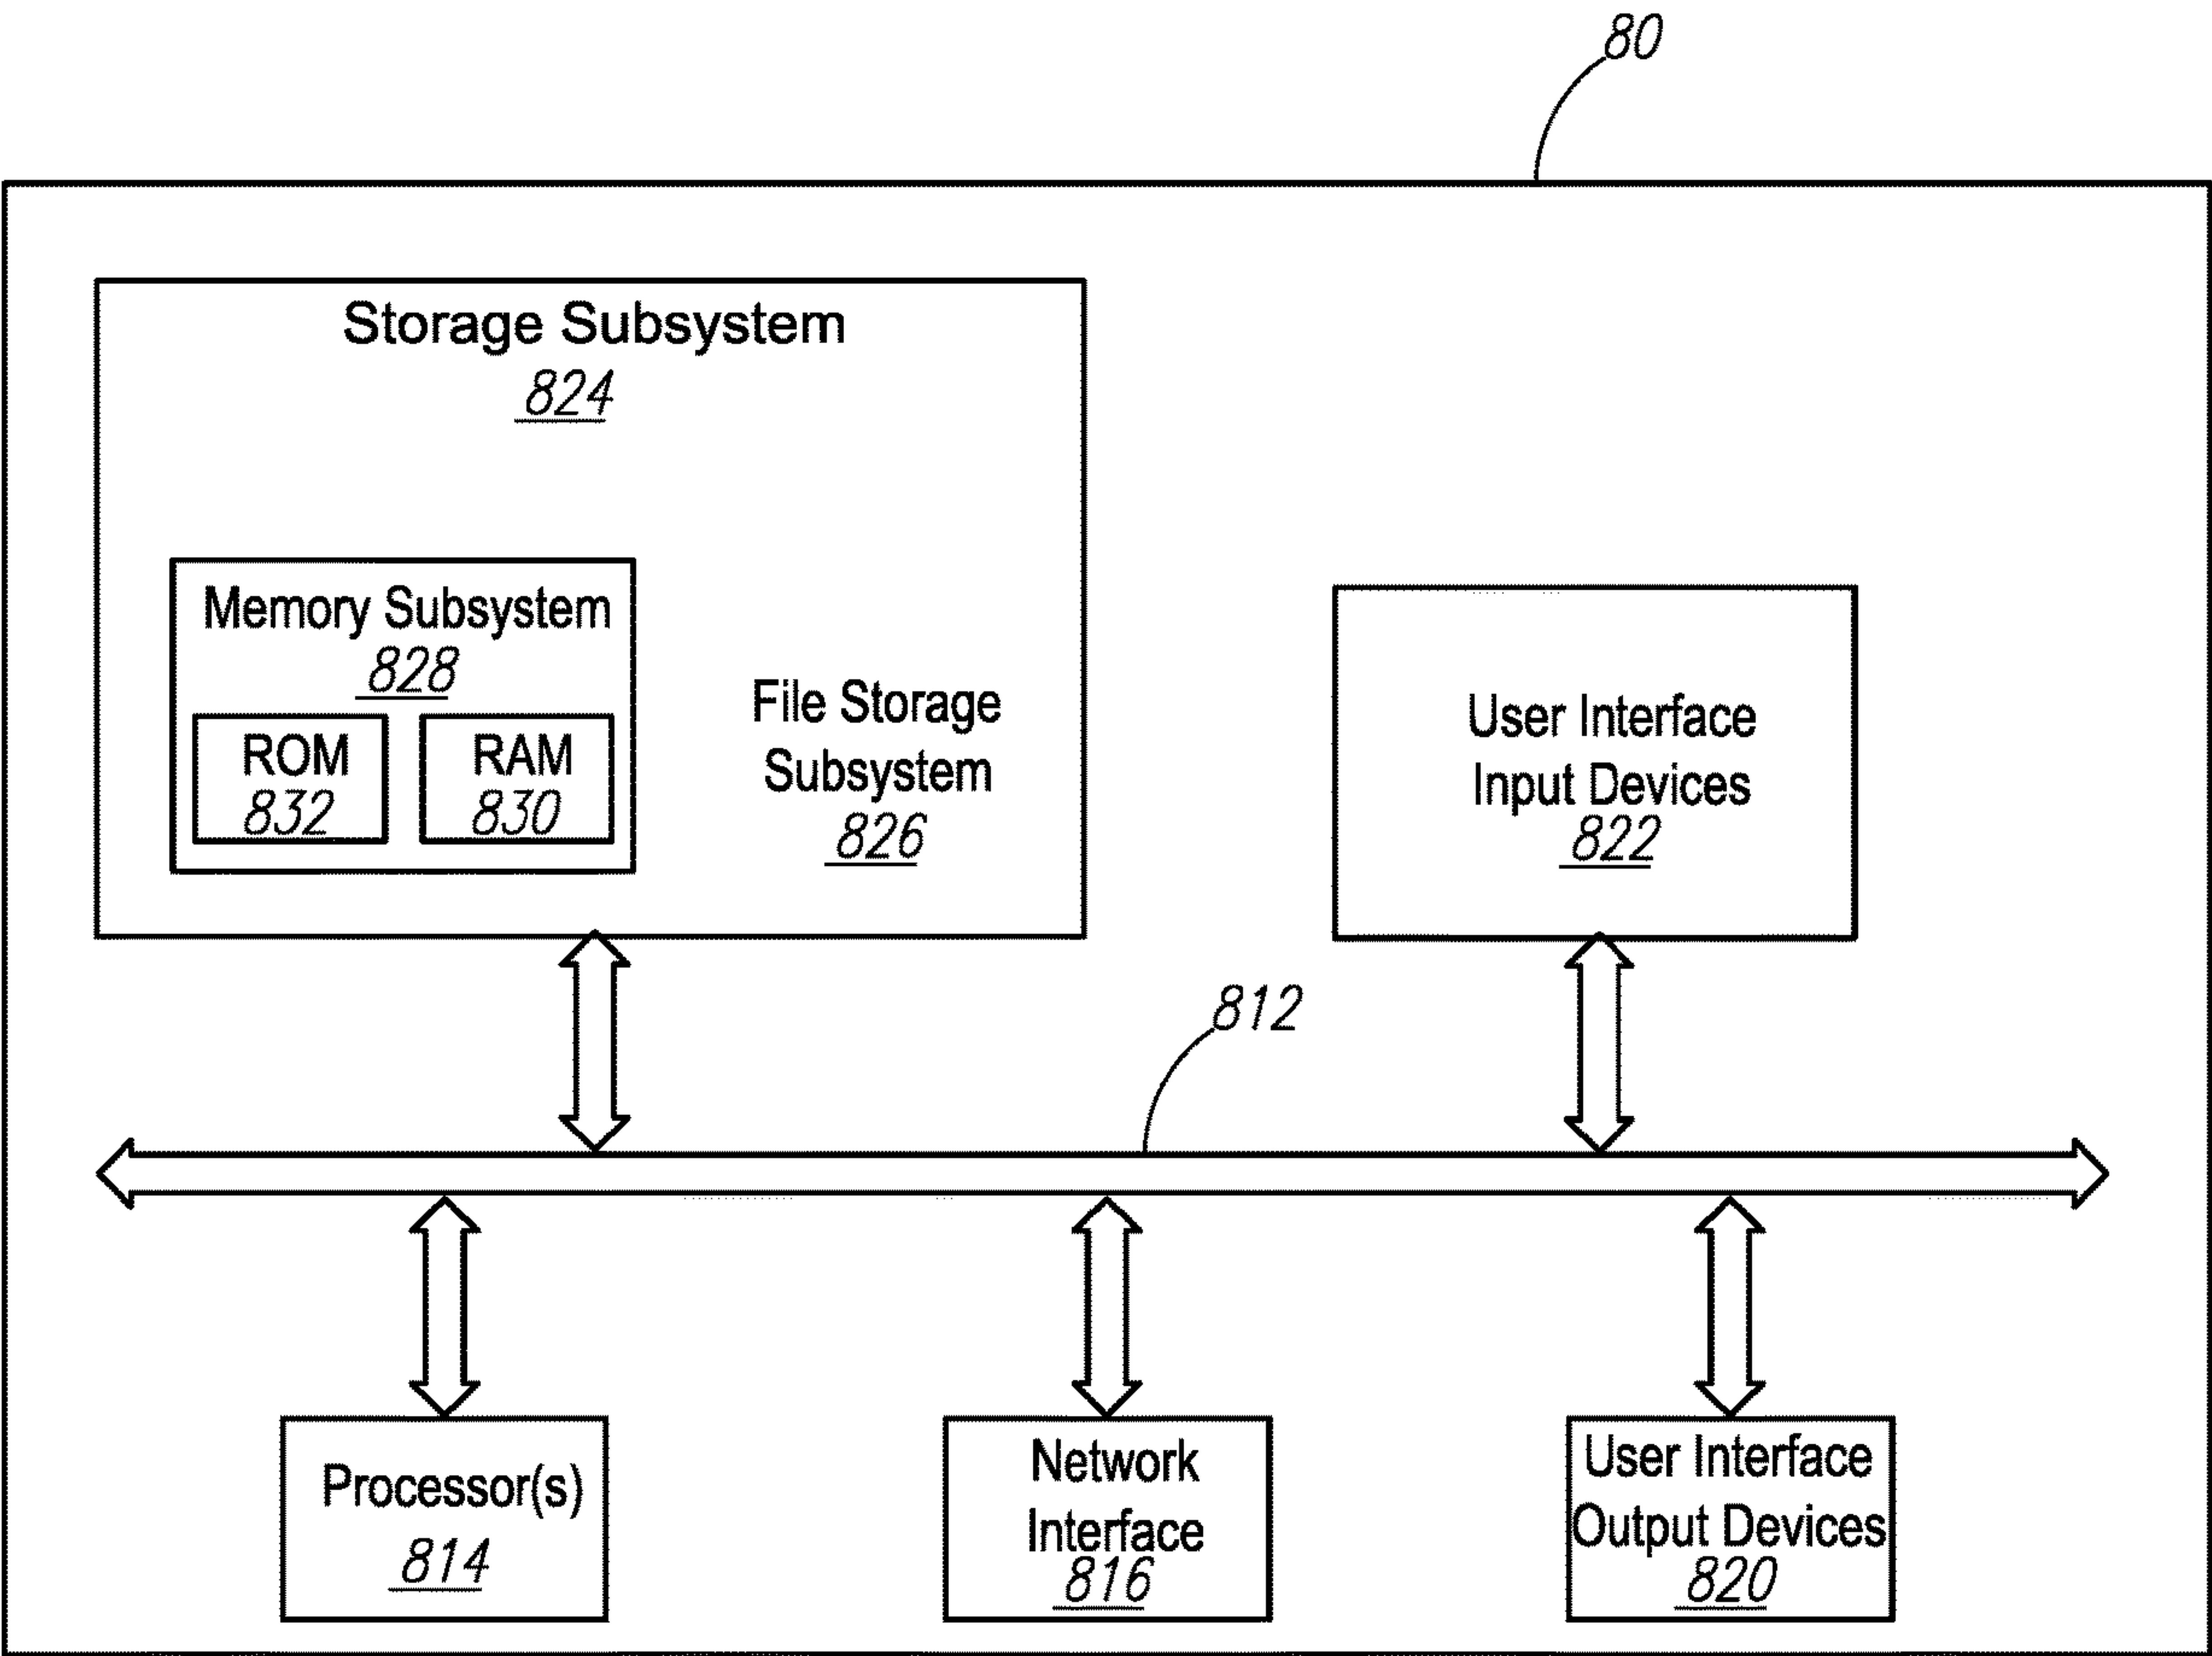 80
Storage Subsystem
824
Memory Subsystem
828
ROM
832
RAM
830
File Storage
Subsystem
826
User Interface
Input Devices
822
812
Processor(s)
814
Network
Interface
816
User Interface
Output Devices
820